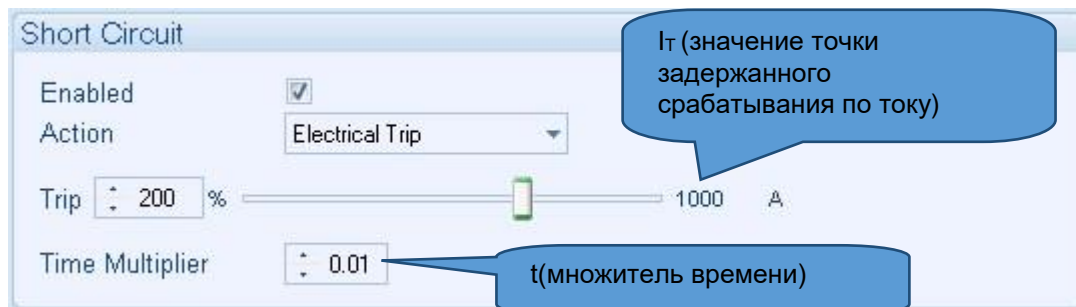 Short Circuit
Iт (значение точки
задержанного
срабатывания по току)
Enabled
Action Electrical Trip
Trip 200 % 1000 A
Time Multiplier 0.01
t(множитель времени)